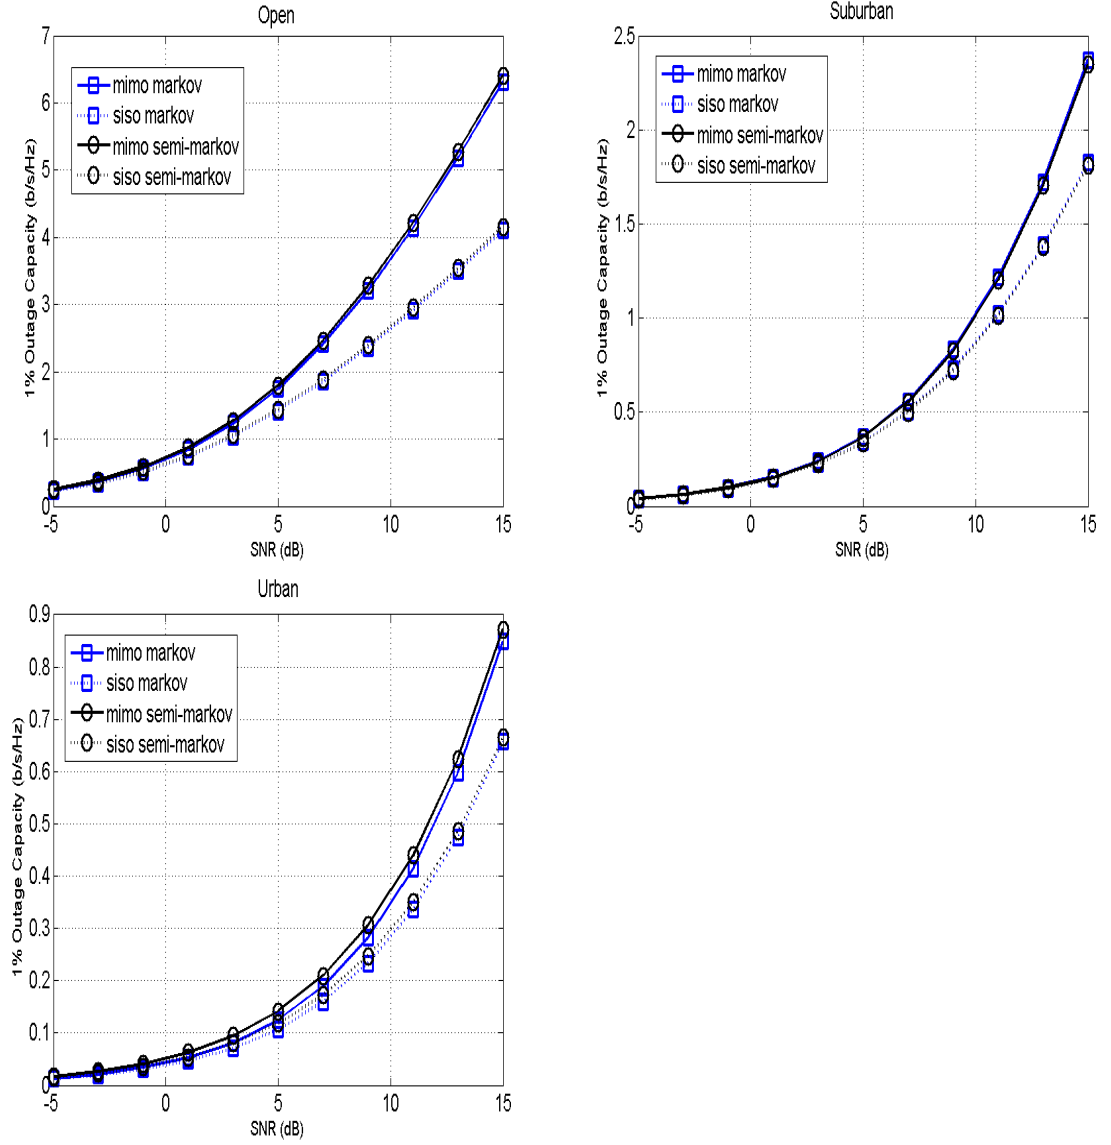 Open
7
6
5
4
3
2
1
0
-5
0
5
10
15
1% Outage Capacity (b/s/Hz)
SNR (dB)
mimo markov
siso markov
mimo semi-markov
siso semi-markov
Suburban
2.5
2
1.5
1
0.5
0
-5
0
5
10
15
1% Outage Capacity (b/s/Hz)
SNR (dB)
mimo markov
siso markov
mimo semi-markov
siso semi-markov
Urban
0.9
0.8
0.7
0.6
0.5
0.4
0.3
0.2
0.1
0
-5
0
5
10
15
1% Outage Capacity (b/s/Hz)
SNR (dB)
mimo markov
siso markov
mimo semi-markov
siso semi-markov